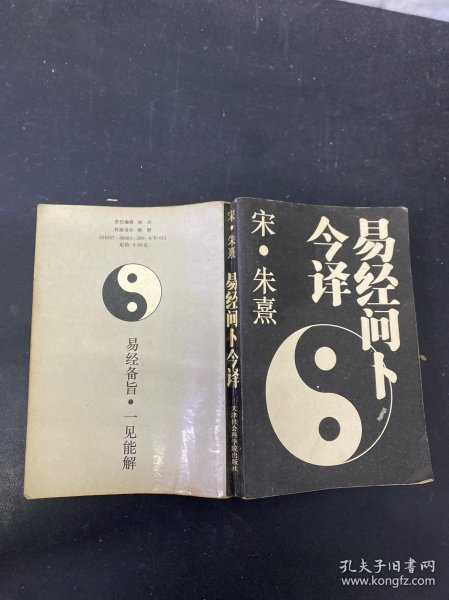 宋·朱熹
易经问卜
今译
宋·朱熹
易经问卜今译
天津社会科学院出版社
定价:
易经备旨·一见能解
孔夫子旧书网
www.kongfz.com